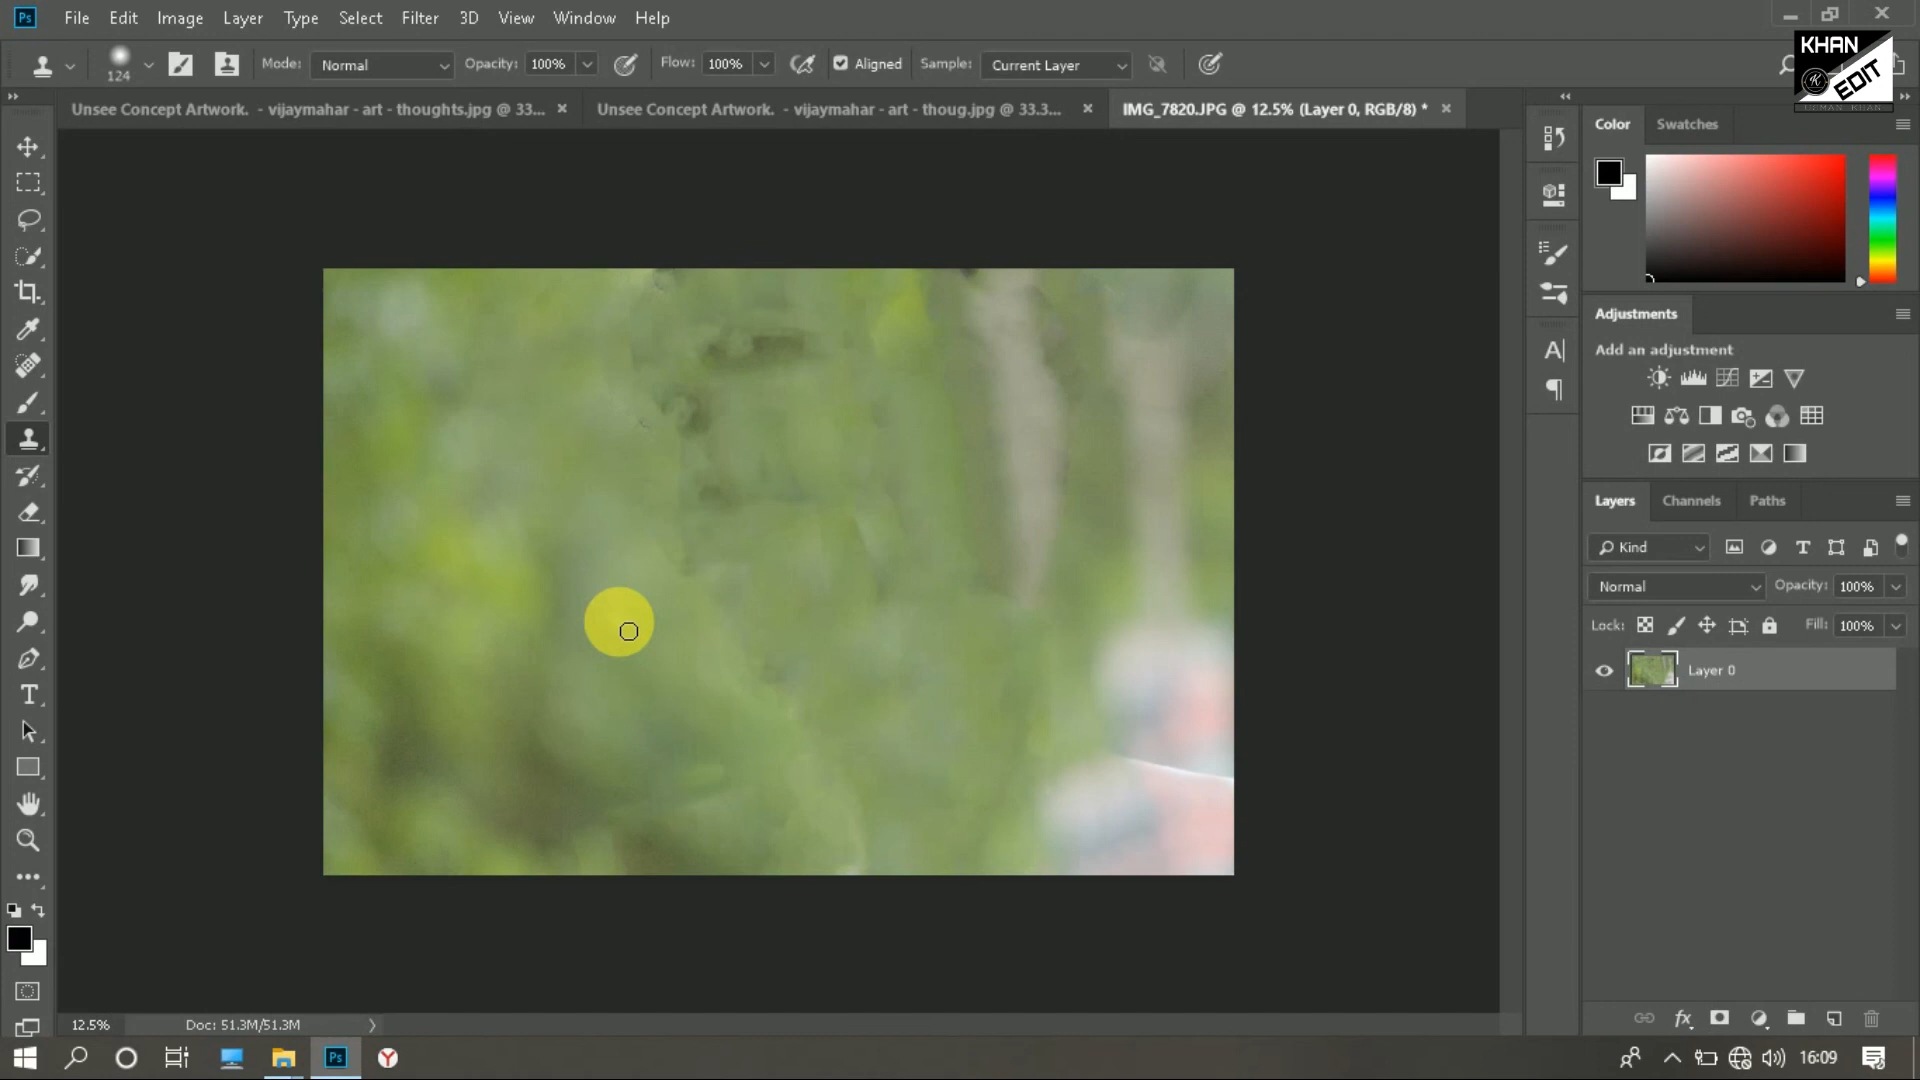 Ps File Edit Image Layer Type Select Filter 3D View Window Help
124 Mode: Normal Opacity: 100% Flow: 100% Aligned Sample: Current Layer
KHAN
EDIT
Unsee Concept Artwork. - vijaymahar - art - thoughts.jpg @ 33... × Unsee Concept Artwork. - vijaymahar - art - thoug.jpg @ 33.3... × IMG_7820.JPG @ 12.5% (Layer 0, RGB/8) * ×
Color Swatches
Adjustments
Add an adjustment
Layers Channels Paths
Kind
Normal Opacity: 100%
Lock: Fill: 100%
Layer 0
12.5% Doc: 51.3M/51.3M
Ps 16:09